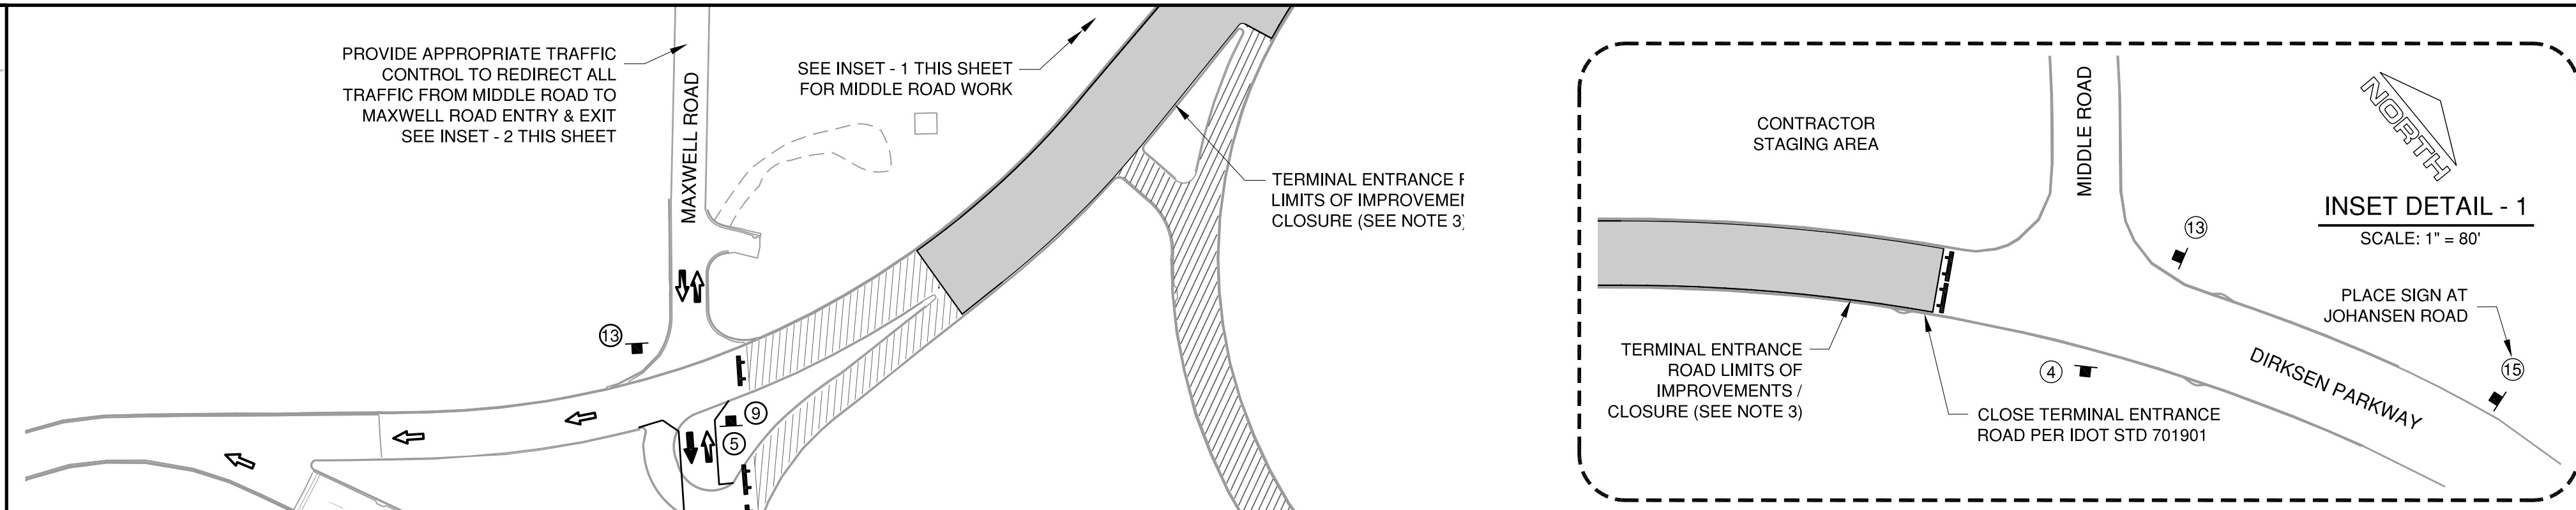 PROVIDE APPROPRIATE TRAFFIC
CONTROL TO REDIRECT ALL
TRAFFIC FROM MIDDLE ROAD TO
MAXWELL ROAD ENTRY & EXIT
SEE INSET - 2 THIS SHEET
MAXWELL ROAD
SEE INSET - 1 THIS SHEET
FOR MIDDLE ROAD WORK
TERMINAL ENTRANCE
LIMITS OF
CLOSURE (SEE NOTE 3)
13
9
5
CONTRACTOR
STAGING AREA
MIDDLE ROAD
NORTH
INSET DETAIL - 1
SCALE: 1" = 80'
13
PLACE SIGN AT
JOHANSEN ROAD
15
TERMINAL ENTRANCE
ROAD LIMITS OF
IMPROVEMENTS /
CLOSURE (SEE NOTE 3)
4
DIRKSEN PARKWAY
CLOSE TERMINAL ENTRANCE
ROAD PER IDOT STD 701901